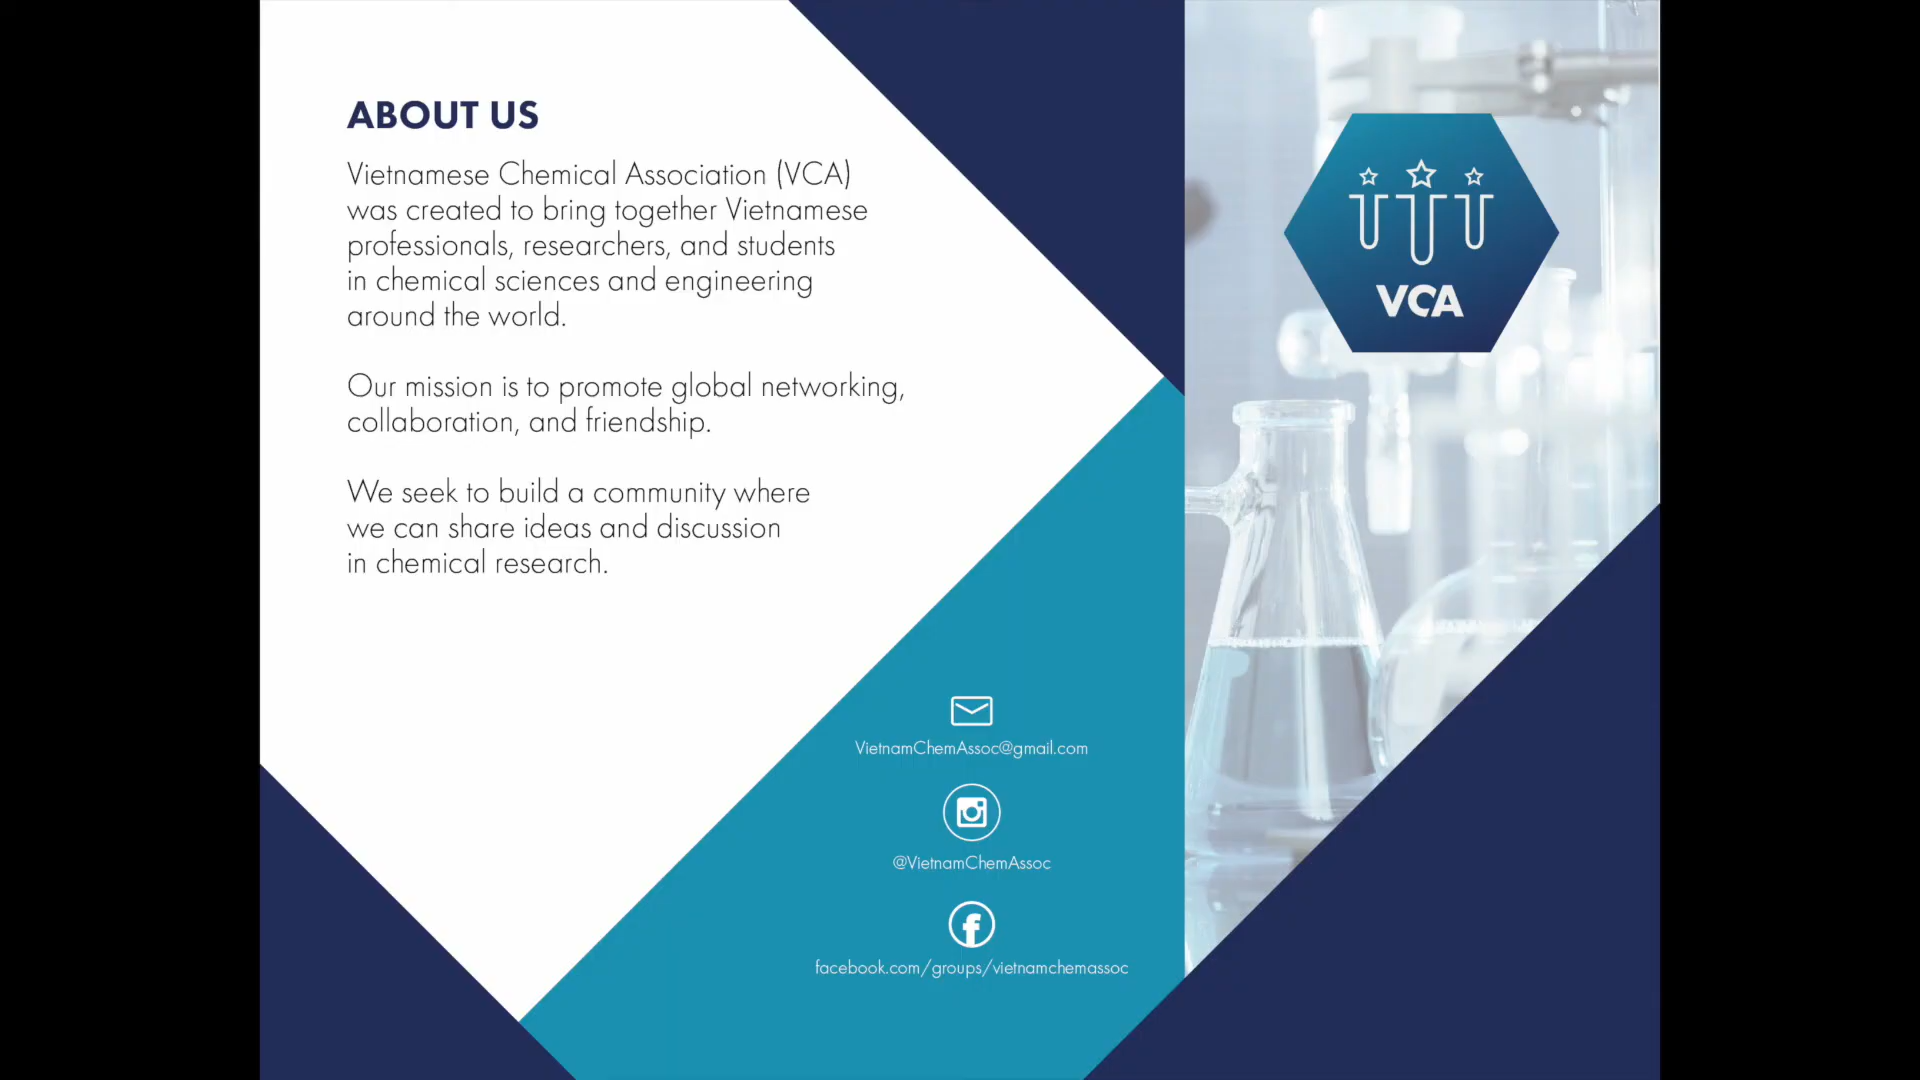 ABOUT US
Vietnamese Chemical Association (VCA)
was created to bring together Vietnamese
professionals, researchers, and students
in chemical sciences and engineering
around the world.
Our mission is to promote global networking,
collaboration, and friendship.
We seek to build a community where
we can share ideas and discussion
in chemical research.
VietnamChemAssoc@gmail.com
@VietnamChemAssoc
facebook.com/groups/vietnamchemassoc
VCA